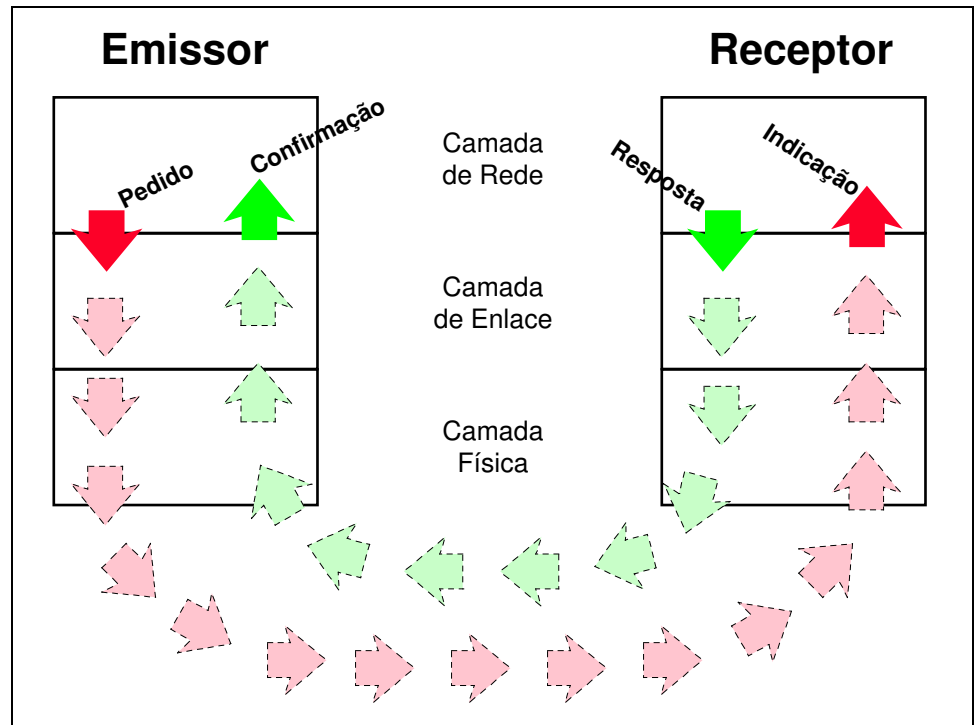 Emissor
Receptor
Pedido
Confirmação
Camada
de Rede
Resposta
Indicação
Camada
de Enlace
Camada
Física